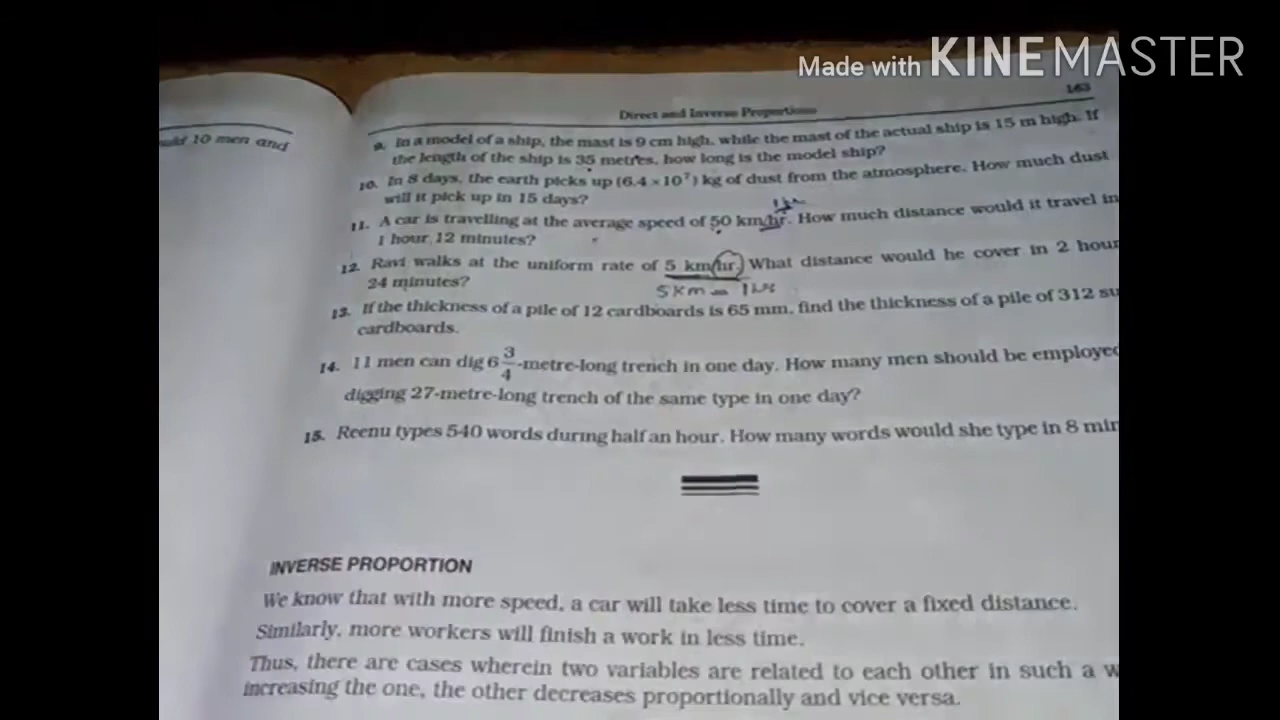 Made with KINEMASTER
163
Direct and Inverse Proportions
10 men and
9. In a model of a ship, the mast is 9 cm high, while the mast of the actual ship is 15 m high. If
the length of the ship is 35 metres, how long is the model ship?
10. In 8 days, the earth picks up (6.4 × 10⁷) kg of dust from the atmosphere. How much dust
will it pick up in 15 days?
11. A car is travelling at the average speed of 50 km/hr. How much distance would it travel in
1 hour 12 minutes?
12. Ravi walks at the uniform rate of 5 km/hr. What distance would he cover in 2 hour
24 minutes?
5 km = 1 hr
13. If the thickness of a pile of 12 cardboards is 65 mm, find the thickness of a pile of 312 su
cardboards.
14. 11 men can dig 6 3/4-metre-long trench in one day. How many men should be employed
digging 27-metre-long trench of the same type in one day?
15. Reenu types 540 words during half an hour. How many words would she type in 8 min
INVERSE PROPORTION
We know that with more speed, a car will take less time to cover a fixed distance.
Similarly, more workers will finish a work in less time.
Thus, there are cases wherein two variables are related to each other in such a w
increasing the one, the other decreases proportionally and vice versa.